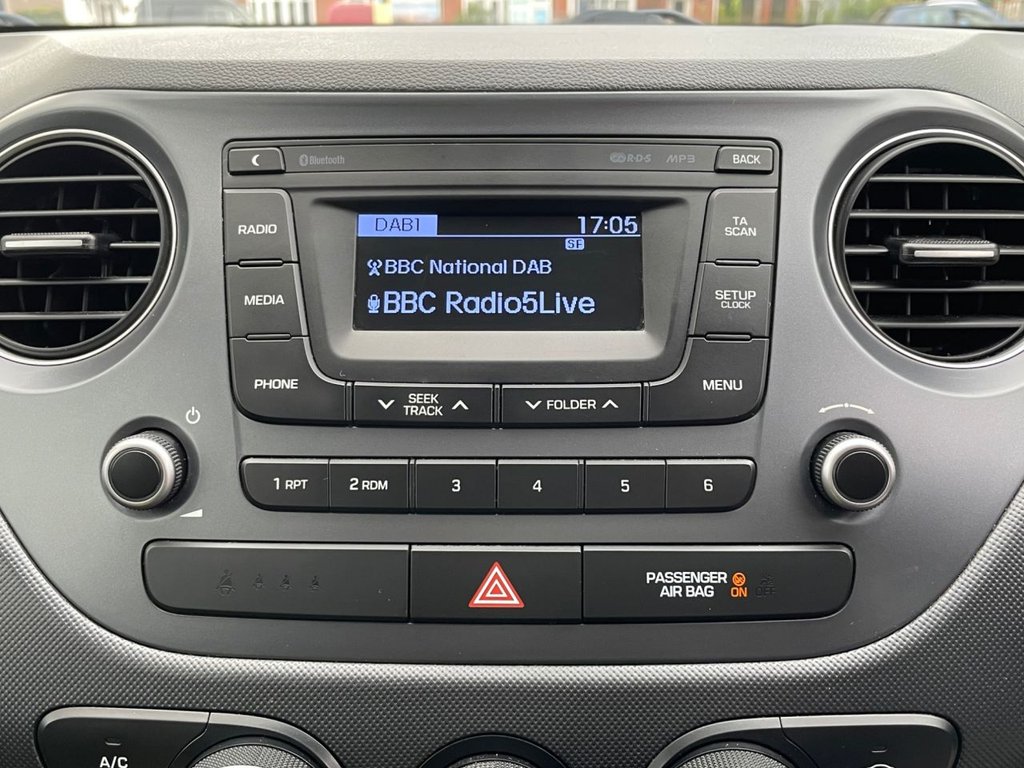 Bluetooth
R·D·S MP3
BACK
DAB1 17:05
SF
BBC National DAB
BBC Radio5Live
RADIO
MEDIA
PHONE
TA
SCAN
SETUP
CLOCK
MENU
SEEK
TRACK
FOLDER
1 RPT 2 RDM 3 4 5 6
PASSENGER
AIR BAG ON OFF
A/C